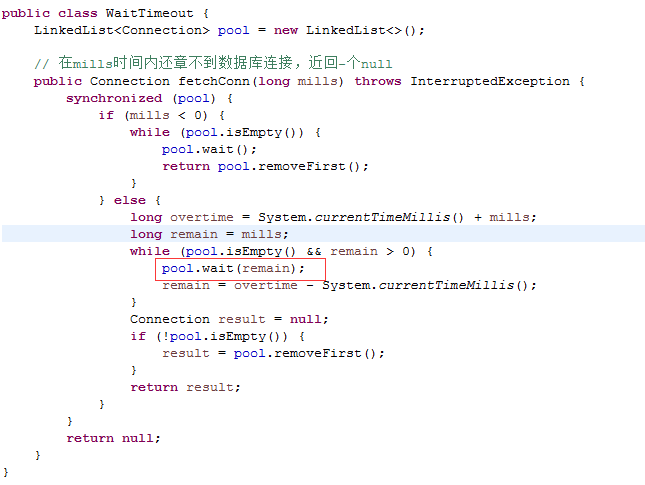 public class WaitTimeout {
    LinkedList<Connection> pool = new LinkedList<>();

    // 在mills时间内还章不到数据库连接，近回-个null
    public Connection fetchConn(long mills) throws InterruptedException {
        synchronized (pool) {
            if (mills < 0) {
                while (pool.isEmpty()) {
                    pool.wait();
                    return pool.removeFirst();
                }
            } else {
                long overtime = System.currentTimeMillis() + mills;
                long remain = mills;
                while (pool.isEmpty() && remain > 0) {
                    pool.wait(remain);
                    remain = overtime - System.currentTimeMillis();
                }
                Connection result = null;
                if (!pool.isEmpty()) {
                    result = pool.removeFirst();
                }
                return result;
            }
        }
        return null;
    }
}